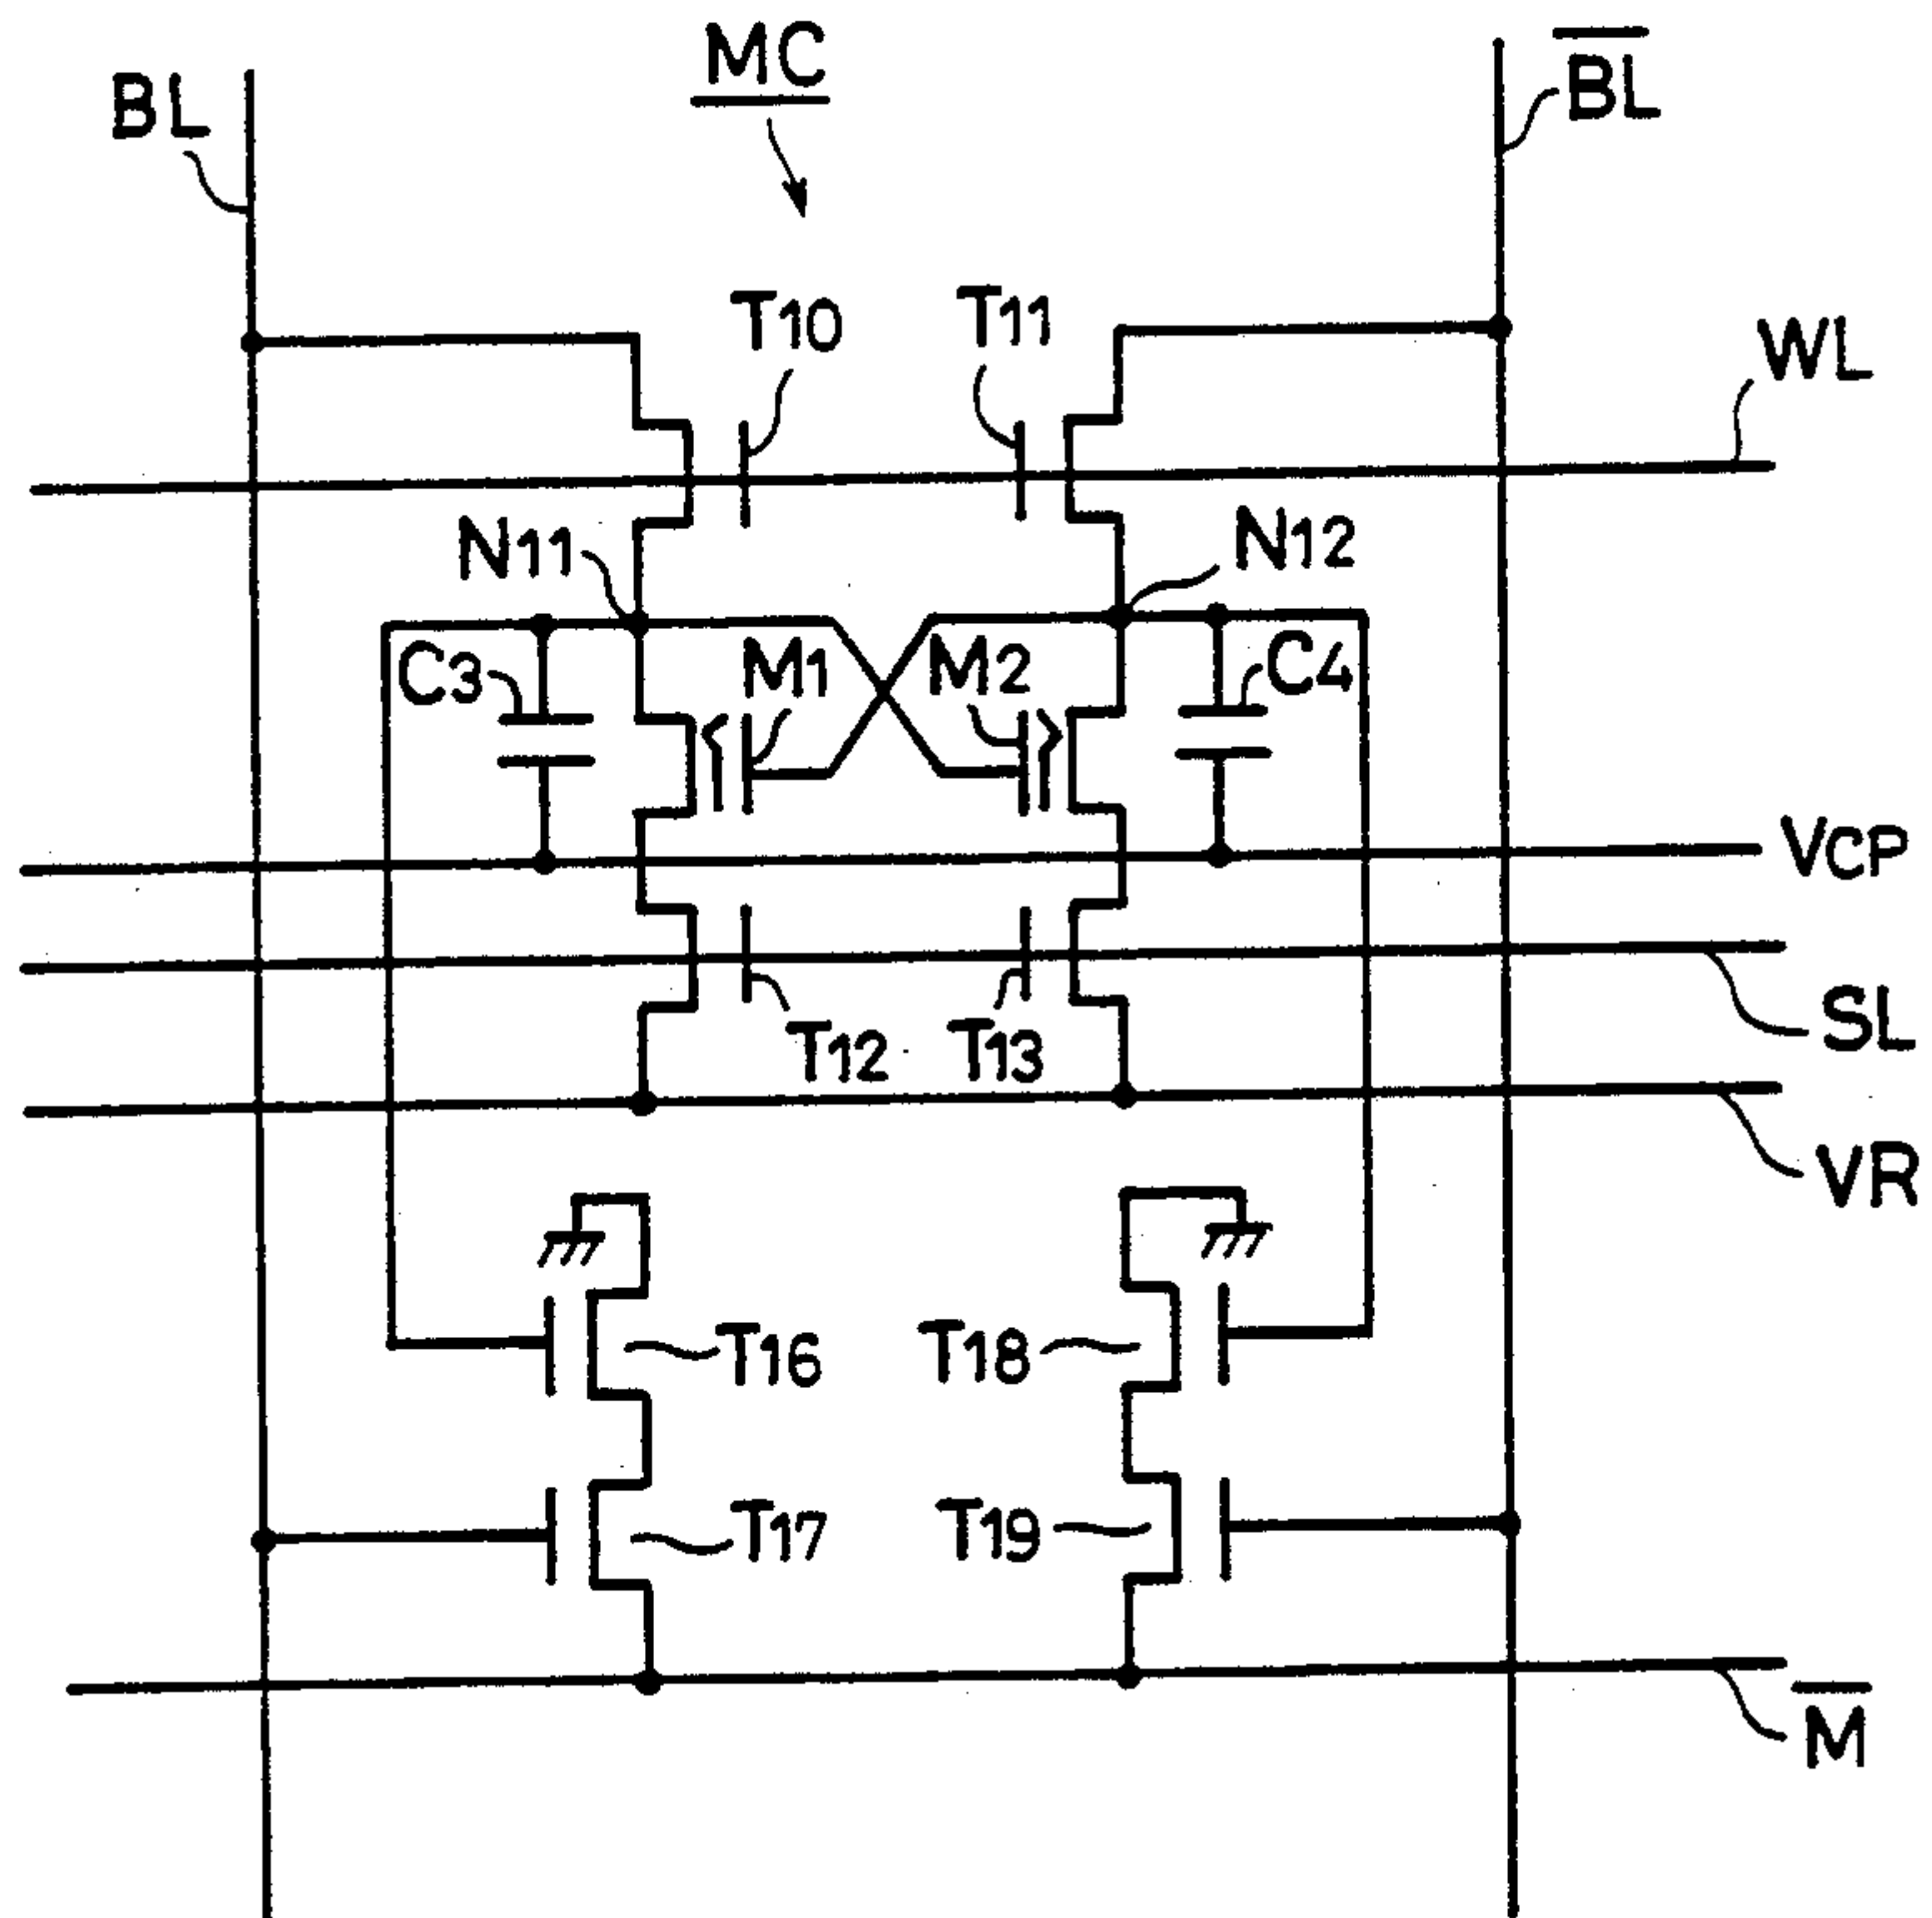 MC
BL
B̅L̅
T10
T11
WL
N11
N12
C3
M1
M2
C4
VCP
T12
T13
SL
VR
T16
T18
T17
T19
M̅